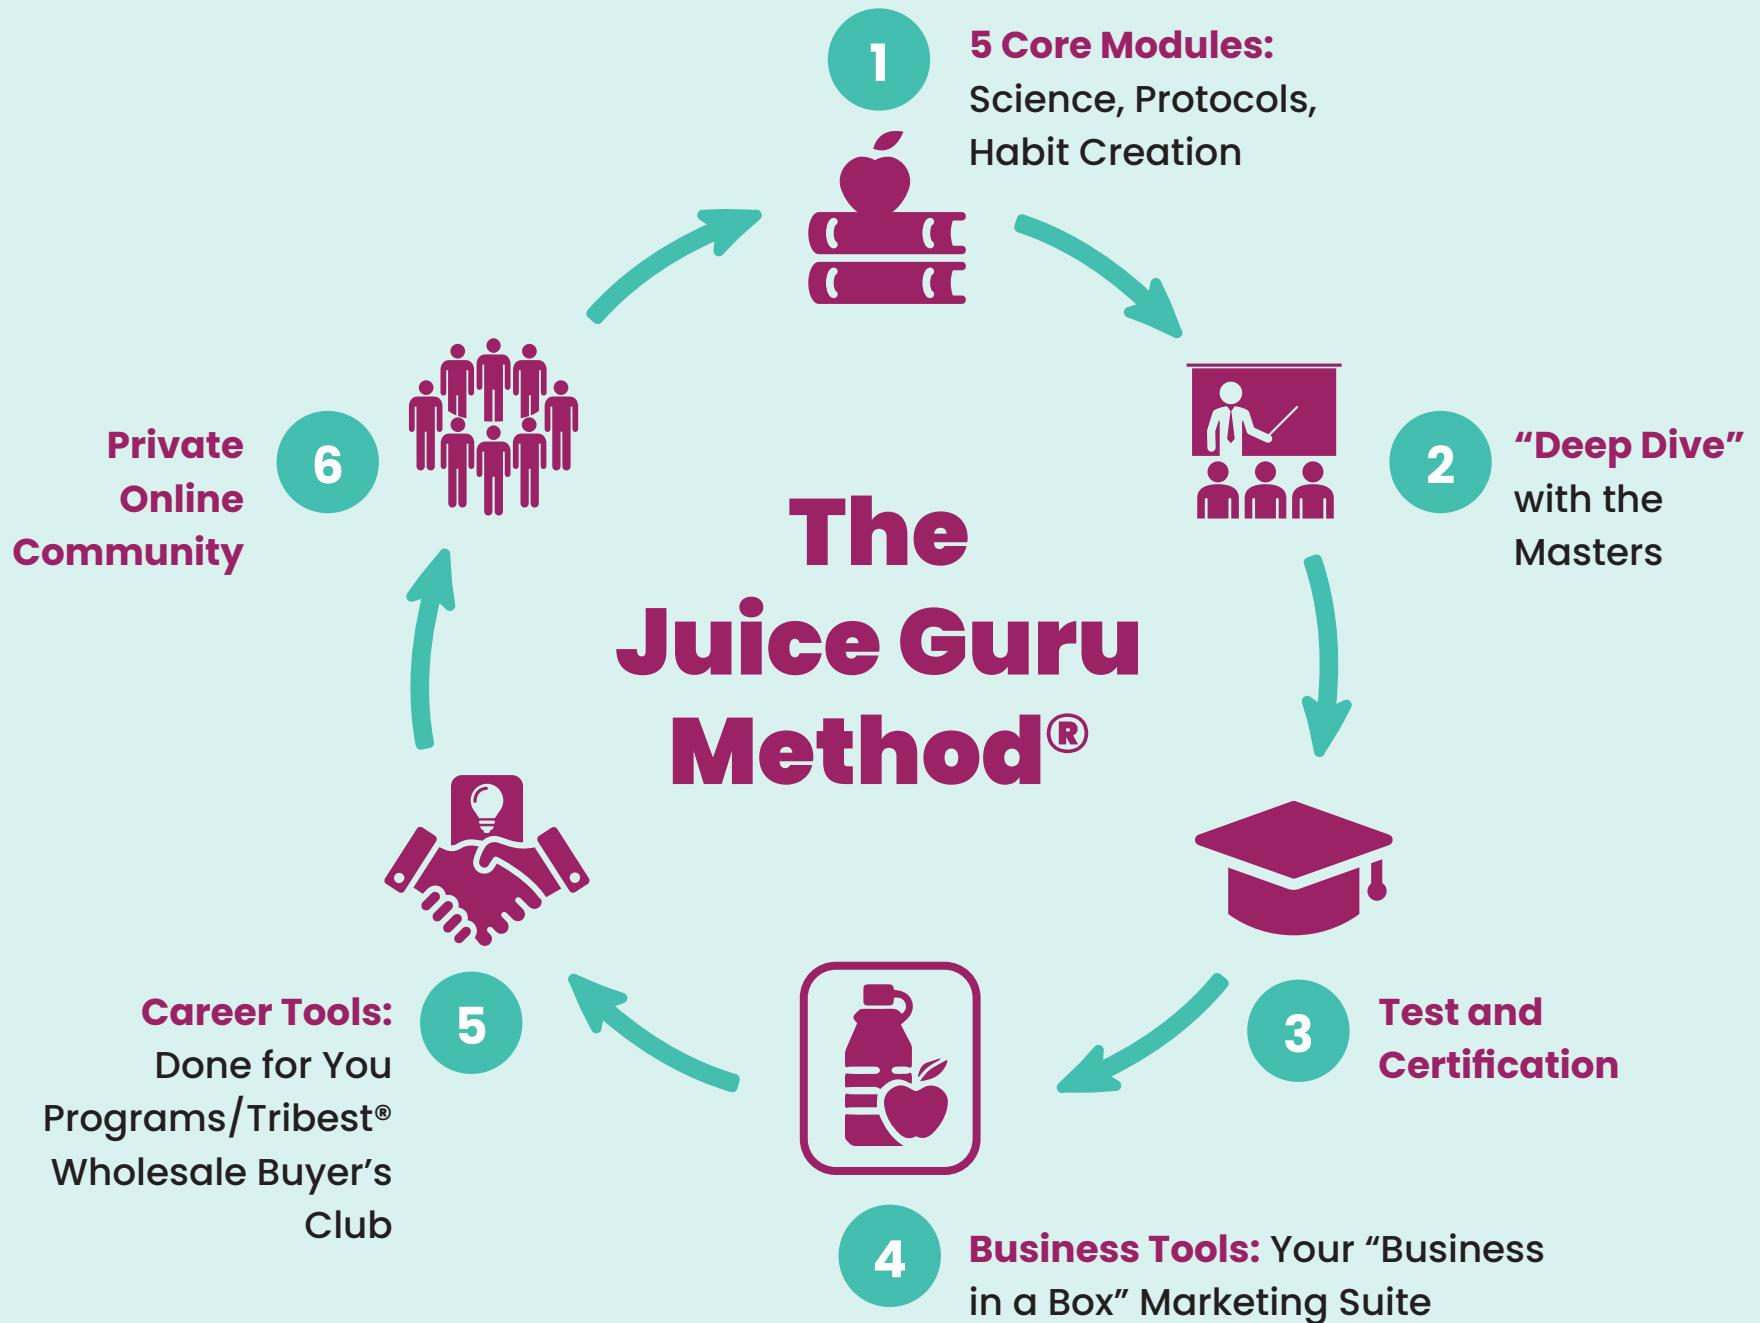 1
5 Core Modules:
Science, Protocols,
Habit Creation
2
“Deep Dive”
with the
Masters
3
Test and
Certification
4
Business Tools: Your “Business
in a Box” Marketing Suite
5
Career Tools:
Done for You
Programs/Tribest®
Wholesale Buyer’s
Club
6
Private
Online
Community
The
Juice Guru
Method®